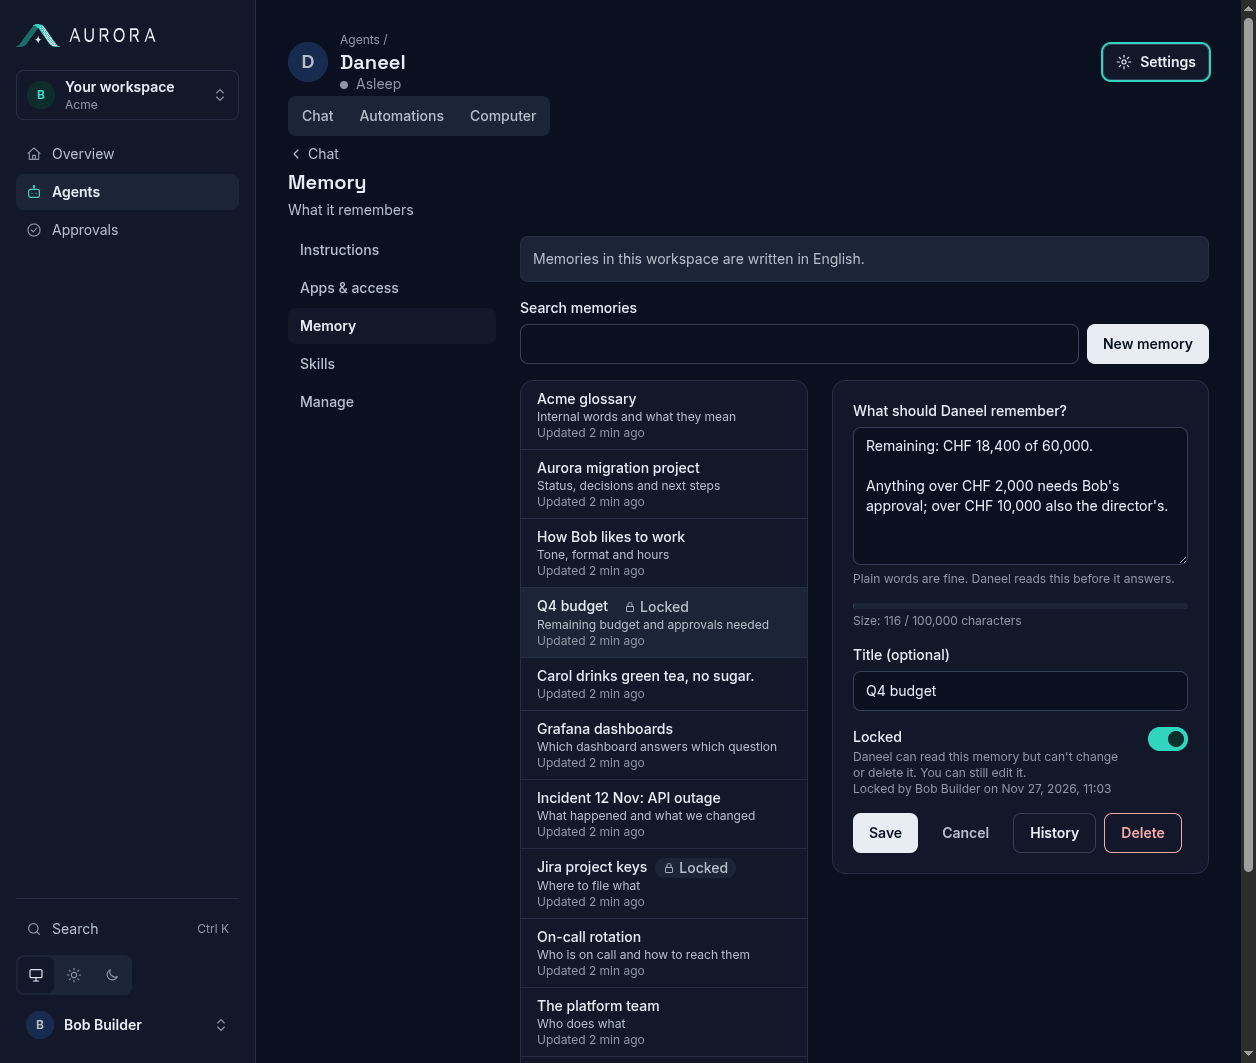 AURORA
B
Your workspace
Acme
Overview
Agents
Approvals
Search
Ctrl K
B
Bob Builder
D
Agents /
Daneel
Asleep
Settings
Chat
Automations
Computer
Chat
Memory
What it remembers
Instructions
Apps & access
Memory
Skills
Manage
Memories in this workspace are written in English.
Search memories
New memory
Acme glossary
Internal words and what they mean
Updated 2 min ago
Aurora migration project
Status, decisions and next steps
Updated 2 min ago
How Bob likes to work
Tone, format and hours
Updated 2 min ago
Q4 budget
Locked
Remaining budget and approvals needed
Updated 2 min ago
Carol drinks green tea, no sugar.
Updated 2 min ago
Grafana dashboards
Which dashboard answers which question
Updated 2 min ago
Incident 12 Nov: API outage
What happened and what we changed
Updated 2 min ago
Jira project keys
Locked
Where to file what
Updated 2 min ago
On-call rotation
Who is on call and how to reach them
Updated 2 min ago
The platform team
Who does what
Updated 2 min ago
What should Daneel remember?
Remaining: CHF 18,400 of 60,000.
Anything over CHF 2,000 needs Bob's
approval; over CHF 10,000 also the director's.
Plain words are fine. Daneel reads this before it answers.
Size: 116 / 100,000 characters
Title (optional)
Q4 budget
Locked
Daneel can read this memory but can't change
or delete it. You can still edit it.
Locked by Bob Builder on Nov 27, 2026, 11:03
Save
Cancel
History
Delete